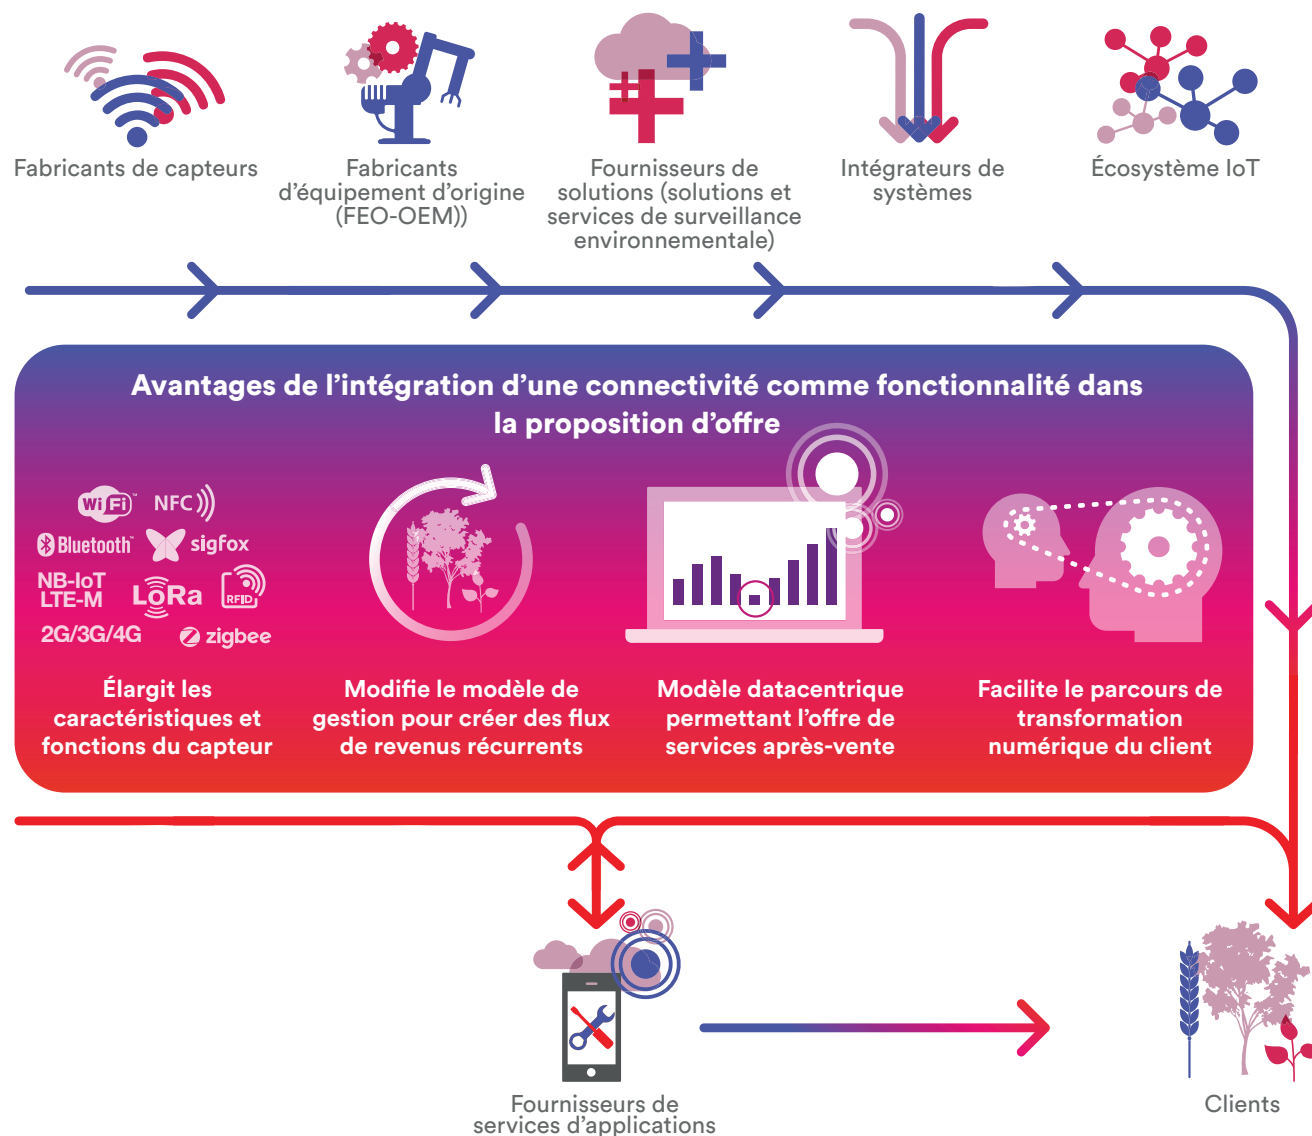 Fabricants de capteurs
Fabricants
d’équipement d’origine
(FEO-OEM))
Fournisseurs de
solutions (solutions et
services de surveillance
environnementale)
Intégrateurs de
systèmes
Écosystème IoT
Avantages de l’intégration d’une connectivité comme fonctionnalité dans
la proposition d’offre
WiFi™ NFC
Bluetooth™ sigfox
NB-IoT
LTE-M
LoRa
RFID
2G/3G/4G
zigbee
Élargit les
caractéristiques et
fonctions du capteur
Modifie le modèle de
gestion pour créer des flux
de revenus récurrents
Modèle datacentrique
permettant l’offre de
services après-vente
Facilite le parcours de
transformation
numérique du client
Fournisseurs de
services d’applications
Clients